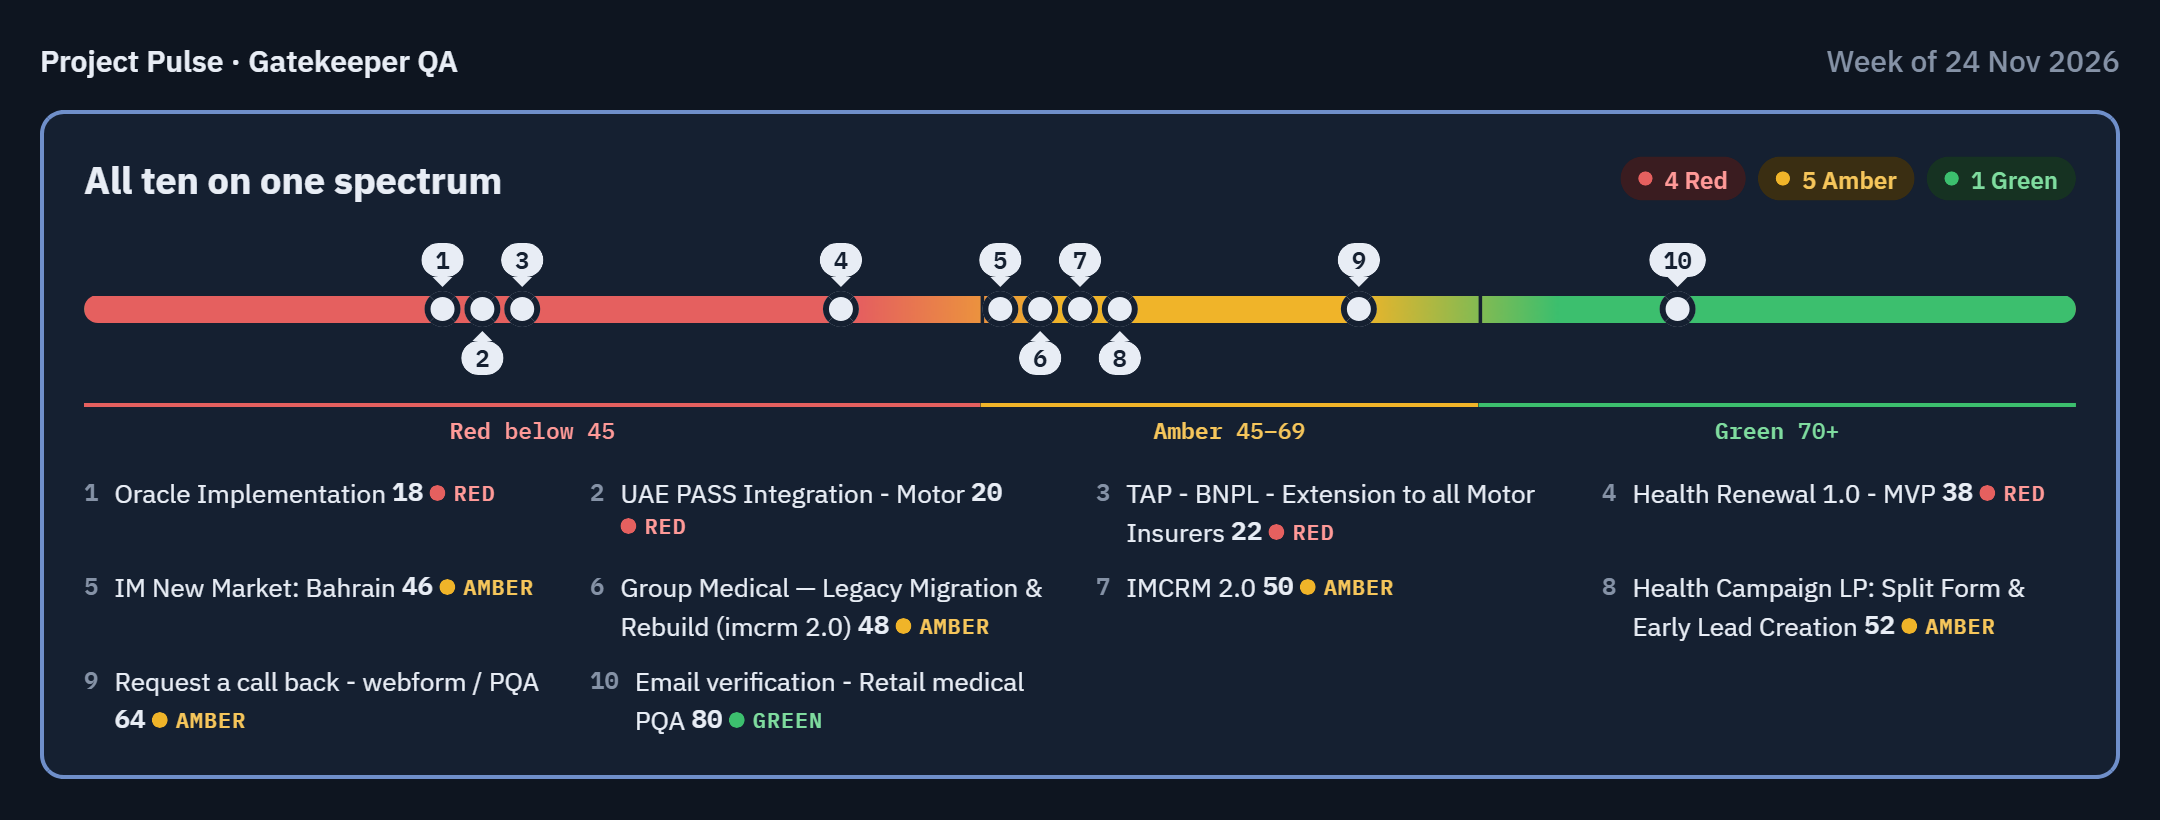 Project Pulse · Gatekeeper QA
Week of 24 Nov 2026
All ten on one spectrum
4 Red
5 Amber
1 Green
1
3
4
5
7
9
10
2
6
8
Red below 45
Amber 45–69
Green 70+
1 Oracle Implementation 18 RED
2 UAE PASS Integration - Motor 20
RED
3 TAP - BNPL - Extension to all Motor
Insurers 22 RED
4 Health Renewal 1.0 - MVP 38 RED
5 IM New Market: Bahrain 46 AMBER
6 Group Medical — Legacy Migration &
Rebuild (imcrm 2.0) 48 AMBER
7 IMCRM 2.0 50 AMBER
8 Health Campaign LP: Split Form &
Early Lead Creation 52 AMBER
9 Request a call back - webform / PQA
64 AMBER
10 Email verification - Retail medical
PQA 80 GREEN